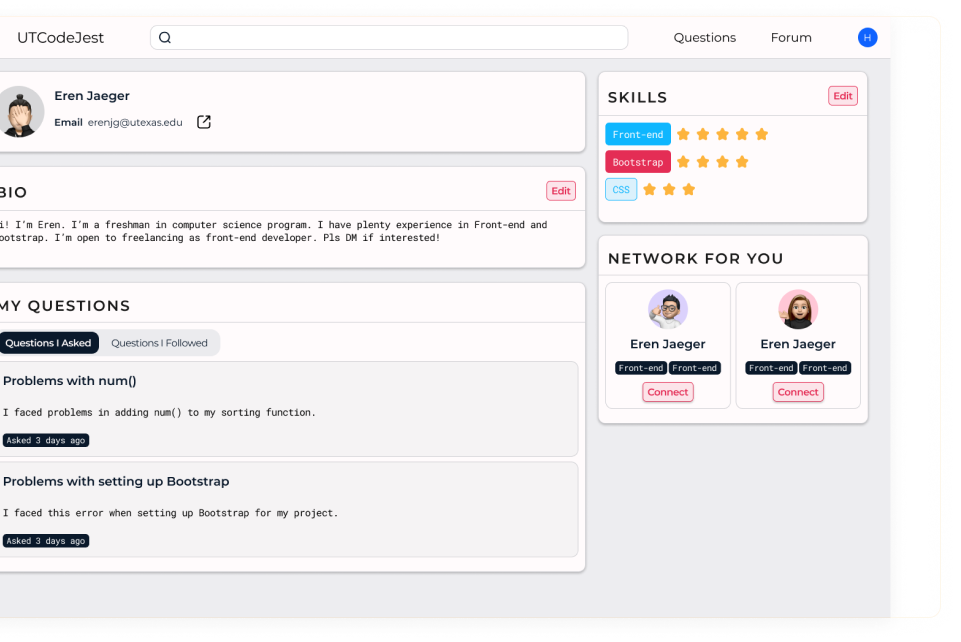 UTCodeJest
Questions
Forum
H
Eren Jaeger
Email erenjg@utexas.edu
BIO
Edit
i! I'm Eren. I'm a freshman in computer science program. I have plenty experience in Front-end and
ootstrap. I'm open to freelancing as front-end developer. Pls DM if interested!
MY QUESTIONS
Questions I Asked
Questions I Followed
Problems with num()
I faced problems in adding num() to my sorting function.
Asked 3 days ago
Problems with setting up Bootstrap
I faced this error when setting up Bootstrap for my project.
Asked 3 days ago
SKILLS
Edit
Front-end
Bootstrap
CSS
NETWORK FOR YOU
Eren Jaeger
Front-end Front-end
Connect
Eren Jaeger
Front-end Front-end
Connect